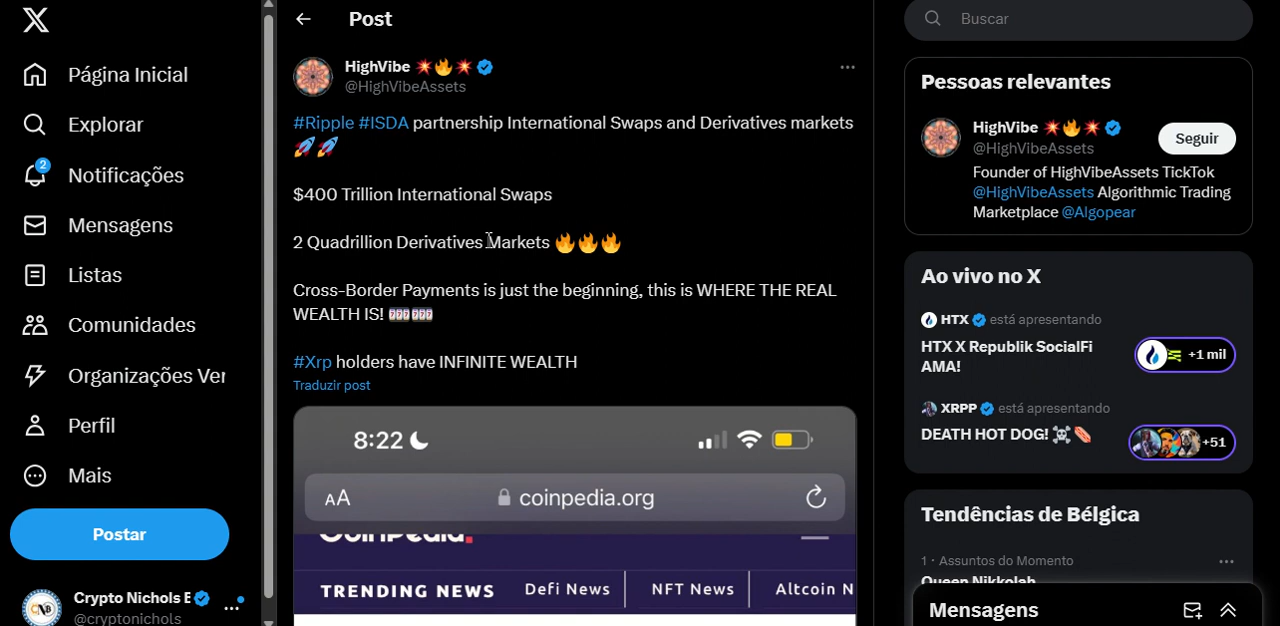 Post
Buscar
Página Inicial
Explorar
2
Notificações
Mensagens
Listas
Comunidades
Organizações Ver
Perfil
Mais
Postar
Crypto Nichols
@cryptonichols
HighVibe
@HighVibeAssets
#Ripple #ISDA partnership International Swaps and Derivatives markets
$400 Trillion International Swaps
2 Quadrillion Derivatives Markets
Cross-Border Payments is just the beginning, this is WHERE THE REAL
WEALTH IS!
#Xrp holders have INFINITE WEALTH
Traduzir post
8:22
AA coinpedia.org
CoinPedia.
TRENDING NEWS Defi News NFT News Altcoin N
Pessoas relevantes
HighVibe
@HighVibeAssets
Seguir
Founder of HighVibeAssets TickTok
@HighVibeAssets Algorithmic Trading
Marketplace @Algopear
Ao vivo no X
HTX está apresentando
HTX X Republik SocialFi
AMA!
+1 mil
XRPP está apresentando
DEATH HOT DOG!
+51
Tendências de Bélgica
1 · Assuntos do Momento
Queen Nikkolah
Mensagens